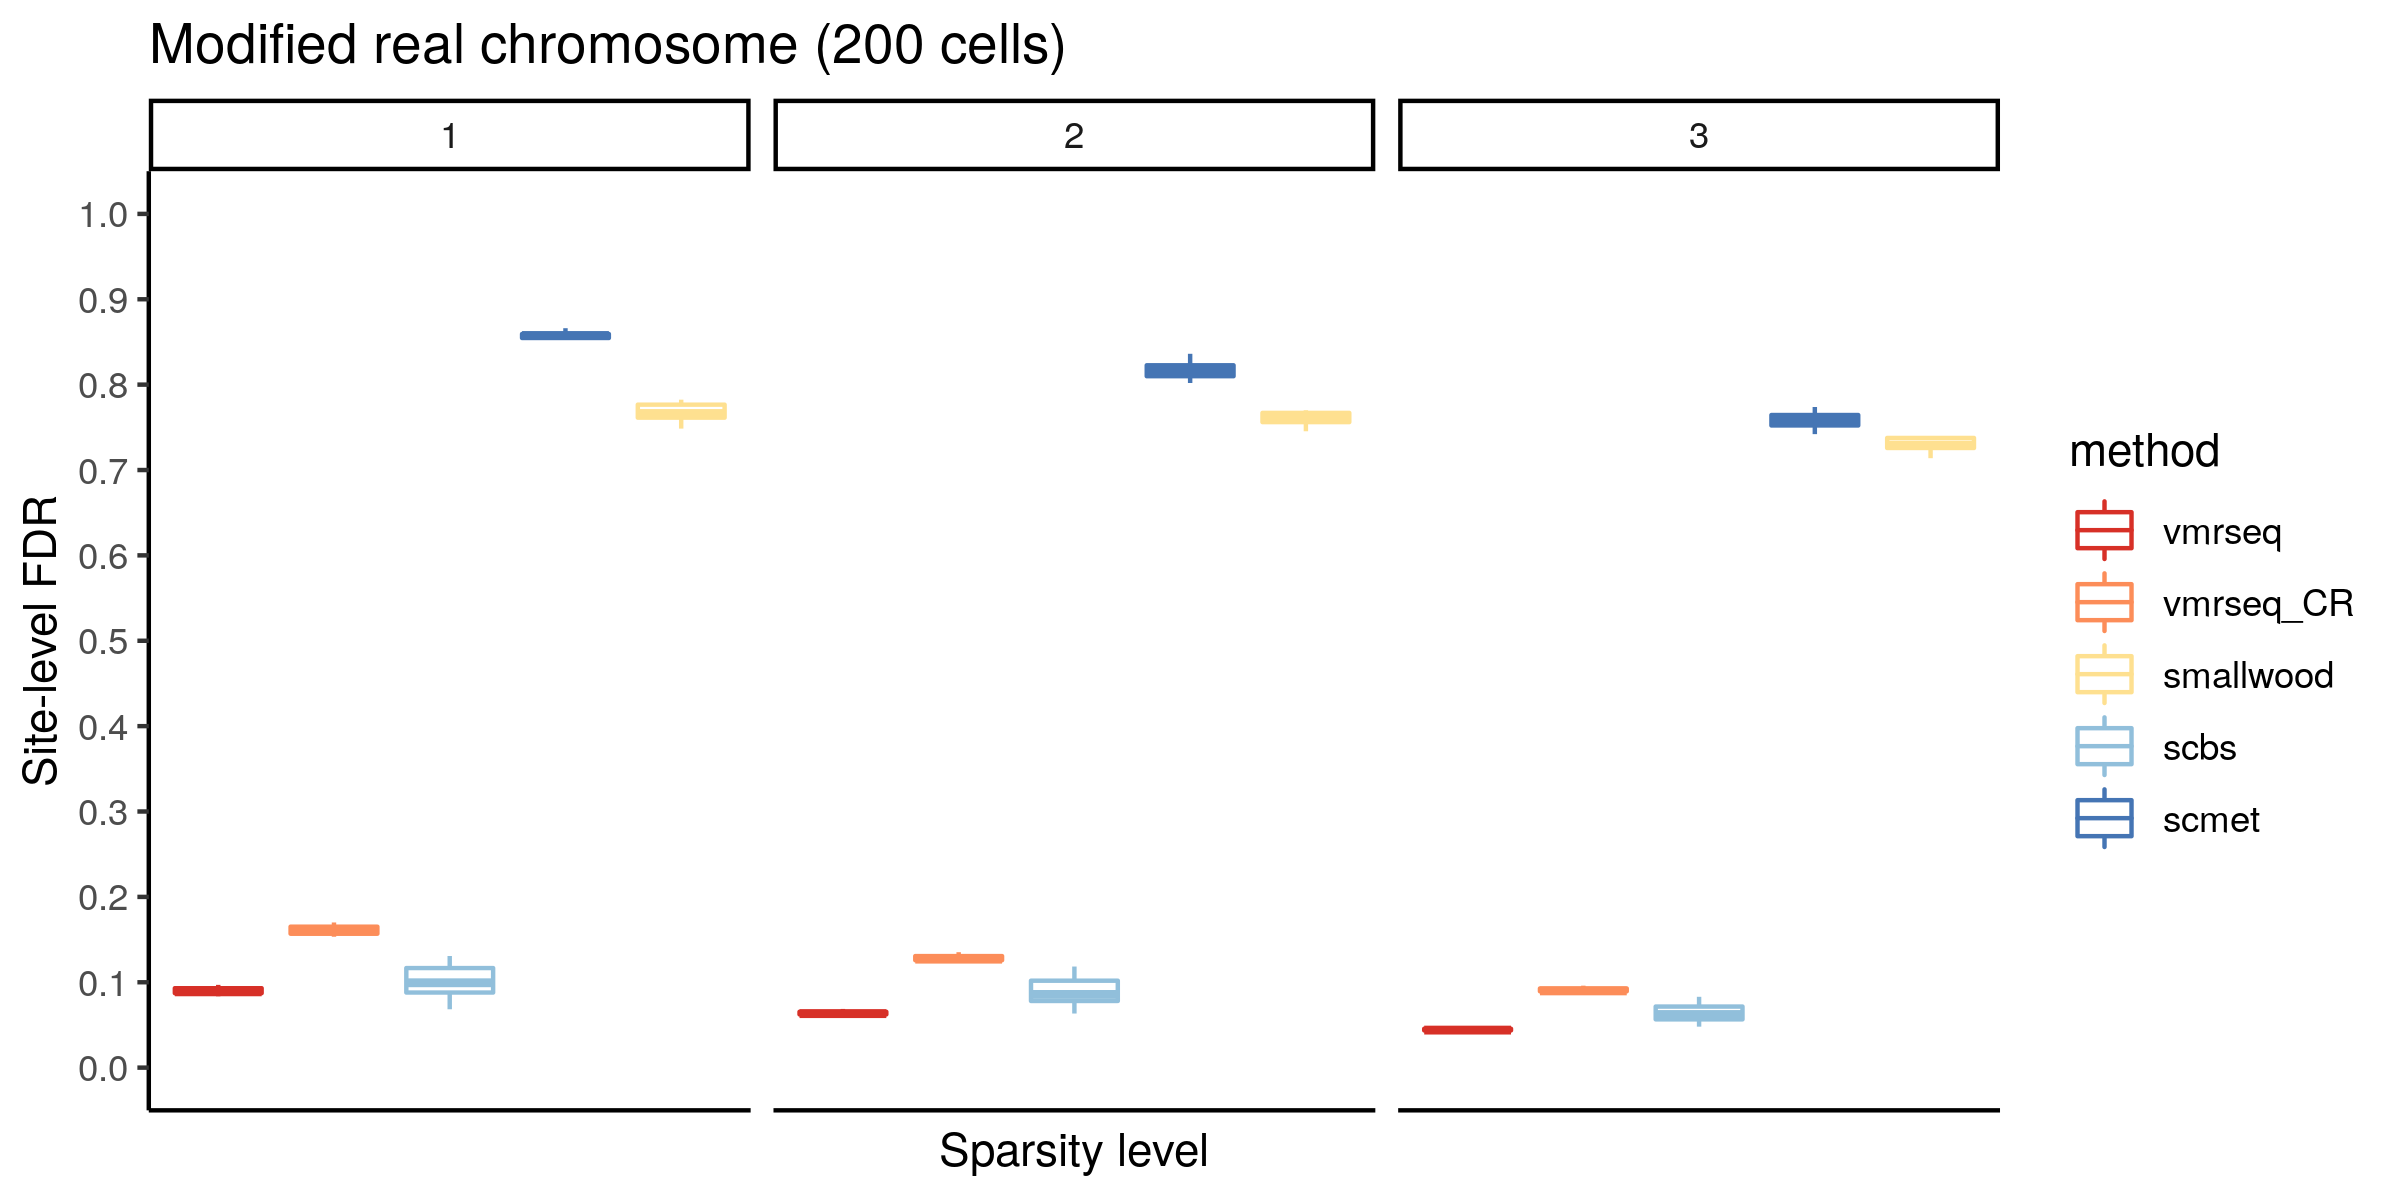 Modified real chromosome (200 cells)
1
2
3
1.0
0.9
0.8
0.7
0.6
0.5
0.4
0.3
0.2
0.1
0.0
Site-level FDR
Sparsity level
method
vmrseq
vmrseq_CR
smallwood
scbs
scmet